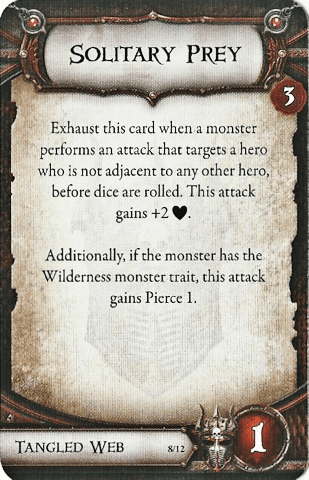 Solitary Prey
3
Exhaust this card when a monster
performs an attack that targets a hero
who is not adjacent to any other hero,
before dice are rolled. This attack
gains +2 ♥.
Additionally, if the monster has the
Wilderness monster trait, this attack
gains Pierce 1.
Tangled Web
8/12
1